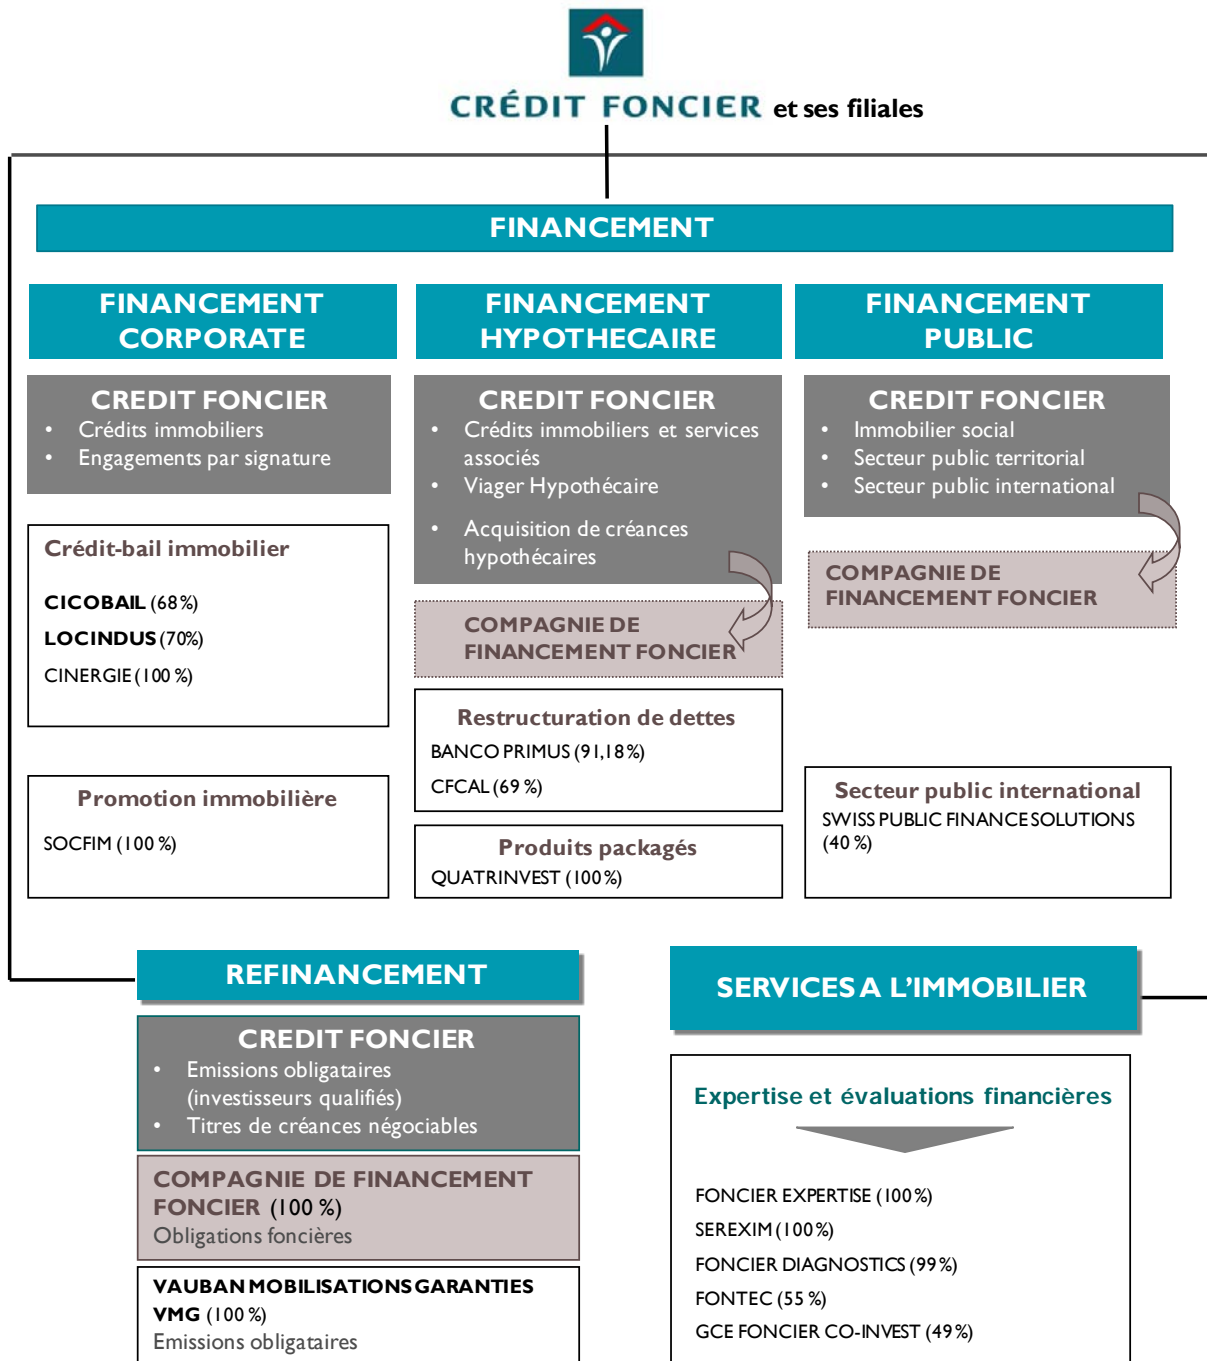 CRÉDIT FONCIER et ses filiales
FINANCEMENT
FINANCEMENT
CORPORATE
CREDIT FONCIER
• Crédits immobiliers
• Engagements par signature
Crédit-bail immobilier
CICOBAIL (68%)
LOCINDUS (70%)
CINERGIE (100 %)
Promotion immobilière
SOCFIM (100 %)
FINANCEMENT
HYPOTHECAIRE
CREDIT FONCIER
• Crédits immobiliers et services
associés
• Viager Hypothécaire
• Acquisition de créances
hypothécaires
COMPAGNIE DE
FINANCEMENT FONCIER
Restructuration de dettes
BANCO PRIMUS (91,18%)
CFCAL (69 %)
Produits packagés
QUATRINVEST (100%)
FINANCEMENT
PUBLIC
CREDIT FONCIER
• Immobilier social
• Secteur public territorial
• Secteur public international
COMPAGNIE DE
FINANCEMENT FONCIER
Secteur public international
SWISS PUBLIC FINANCE SOLUTIONS
(40 %)
REFINANCEMENT
CREDIT FONCIER
• Emissions obligataires
(investisseurs qualifiés)
• Titres de créances négociables
COMPAGNIE DE FINANCEMENT
FONCIER (100 %)
Obligations foncières
VAUBAN MOBILISATIONS GARANTIES
VMG (100 %)
Emissions obligataires
SERVICES A L'IMMOBILIER
Expertise et évaluations financières
FONCIER EXPERTISE (100%)
SEREXIM (100%)
FONCIER DIAGNOSTICS (99%)
FONTEC (55 %)
GCE FONCIER CO-INVEST (49%)